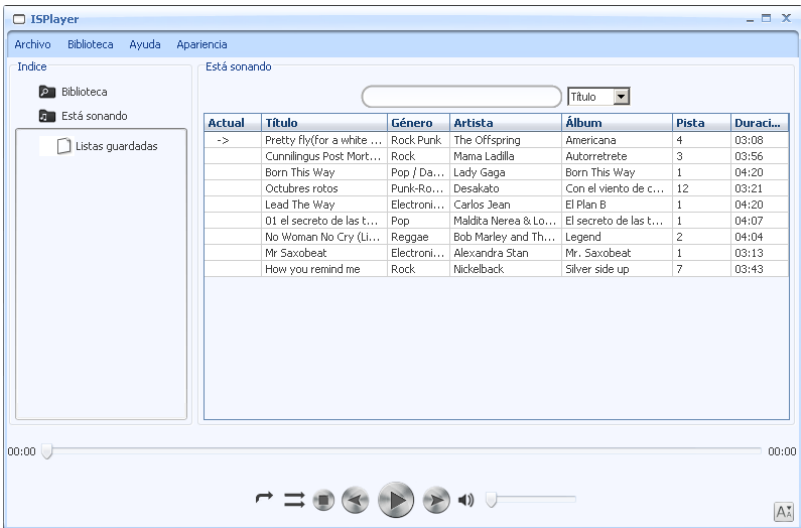 ISPlayer
Archivo Biblioteca Ayuda Apariencia
Indice
Biblioteca
Está sonando
Listas guardadas
Está sonando
Título
Actual Título Género Artista Álbum Pista Duraci...
-> Pretty fly(for a white ... Rock Punk The Offspring Americana 4 03:08
Cunnilingus Post Mort... Rock Mama Ladilla Autorretrete 3 03:56
Born This Way Pop / Da... Lady Gaga Born This Way 1 04:20
Octubres rotos Punk-Ro... Desakato Con el viento de c... 12 03:21
Lead The Way Electroni... Carlos Jean El Plan B 1 04:20
01 el secreto de las t... Pop Maldita Nerea & Lo... El secreto de las t... 1 04:07
No Woman No Cry (Li... Reggae Bob Marley and Th... Legend 2 04:04
Mr Saxobeat Electroni... Alexandra Stan Mr. Saxobeat 1 03:13
How you remind me Rock Nickelback Silver side up 7 03:43
00:00 00:00